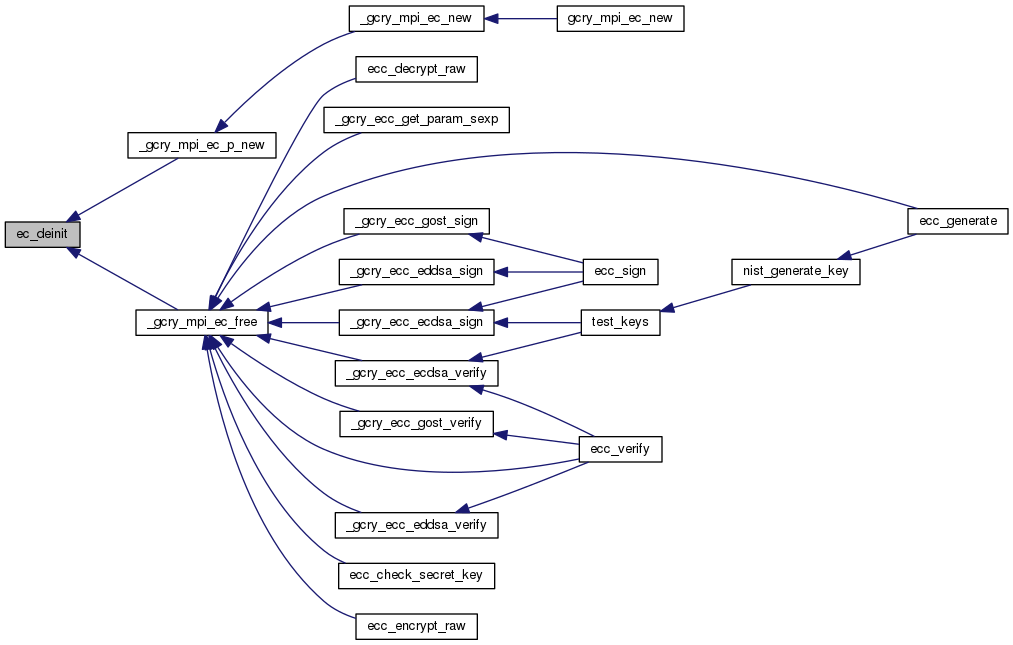 _gcry_mpi_ec_new
gcry_mpi_ec_new
ecc_decrypt_raw
_gcry_ecc_get_param_sexp
_gcry_mpi_ec_p_new
ecc_generate
_gcry_ecc_gost_sign
ec_deinit
_gcry_ecc_eddsa_sign
ecc_sign
nist_generate_key
_gcry_mpi_ec_free
_gcry_ecc_ecdsa_sign
test_keys
_gcry_ecc_ecdsa_verify
_gcry_ecc_gost_verify
ecc_verify
_gcry_ecc_eddsa_verify
ecc_check_secret_key
ecc_encrypt_raw